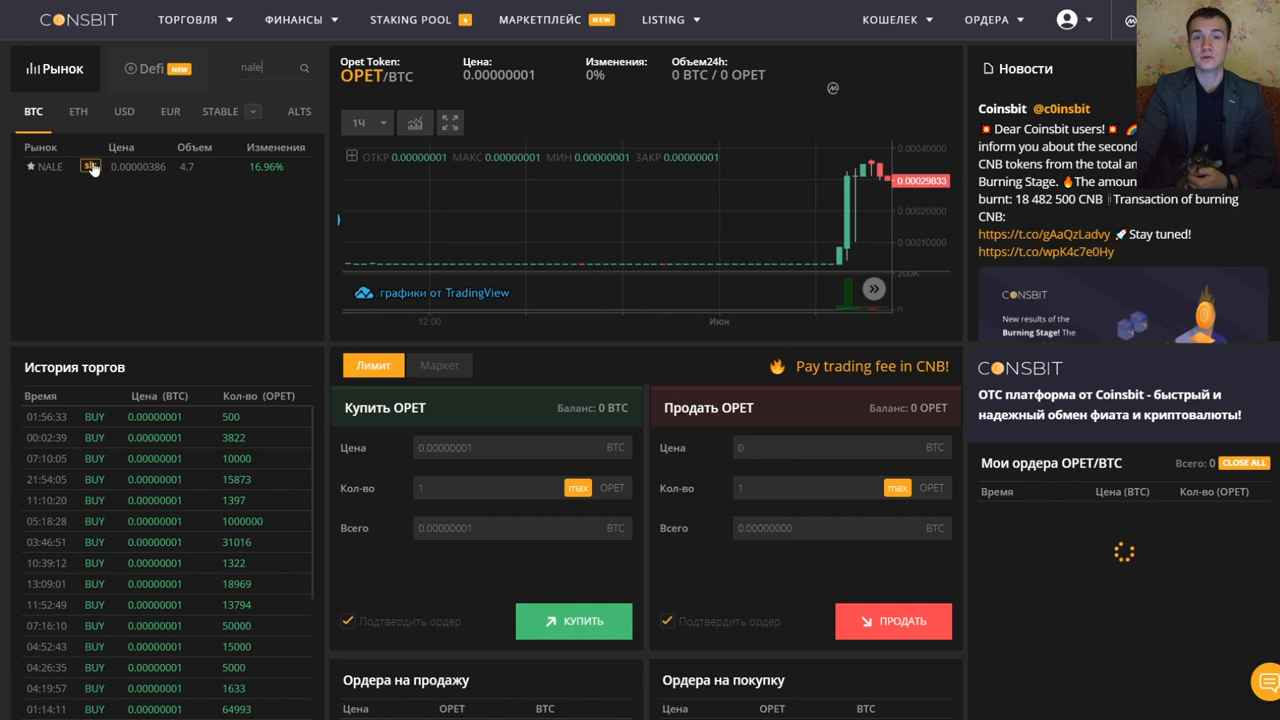 CONSBIT
ТОРГОВЛЯ
ФИНАНСЫ
STAKING POOL
МАРКЕТПЛЕЙС NEW
LISTING
КОШЕЛЕК
ОРДЕРА
Рынок
Defi NEW
nale
BTC ETH USD EUR STABLE ALTS
Рынок Цена Объем Изменения
NALE 0.00000386 4.7 16.96%
Opet Token:
OPET/BTC
Цена:
0.00000001
Изменения:
0%
Объем24h:
0 BTC / 0 OPET
1Ч
ОТКР 0.00000001 МАКС 0.00000001 МИН 0.00000001 ЗАКР 0.00000001
0.00040000
0.00029833
0.00020000
0.00010000
200K
0
графики от TradingView
12:00
Июн
Новости
Coinsbit @c0insbit
Dear Coinsbit users!
inform you about the second
CNB tokens from the total am
Burning Stage. The amount
burnt: 18 482 500 CNB Transaction of burning
CNB:
https://t.co/gAaQzLadvy Stay tuned!
https://t.co/wpK4c7e0Hy
CONSBIT
New results of the
Burning Stage! The
История торгов
Время Цена (BTC) Кол-во (OPET)
01:56:33 BUY 0.00000001 500
00:02:39 BUY 0.00000001 3822
07:10:05 BUY 0.00000001 10000
21:54:05 BUY 0.00000001 15873
11:10:20 BUY 0.00000001 1397
05:18:28 BUY 0.00000001 1000000
03:46:51 BUY 0.00000001 31016
10:39:12 BUY 0.00000001 1322
13:09:01 BUY 0.00000001 18969
11:52:49 BUY 0.00000001 13794
07:16:10 BUY 0.00000001 50000
04:52:43 BUY 0.00000001 15000
04:26:35 BUY 0.00000001 5000
04:19:57 BUY 0.00000001 1633
01:14:11 BUY 0.00000001 64993
Лимит
Маркет
Pay trading fee in CNB!
Купить OPET
Баланс: 0 BTC
Цена 0.00000001 BTC
Кол-во 1 max OPET
Всего 0.00000001 BTC
Подтвердить ордер
КУПИТЬ
Продать OPET
Баланс: 0 OPET
Цена 0 BTC
Кол-во 1 max OPET
Всего 0.00000000 BTC
Подтвердить ордер
ПРОДАТЬ
Ордера на продажу
Цена OPET BTC
Ордера на покупку
Цена OPET BTC
CONSBIT
OTC платформа от Coinsbit - быстрый и
надежный обмен фиата и криптовалюты!
Мои ордера OPET/BTC
Всего: 0 CLOSE ALL
Время Цена (BTC) Кол-во (OPET)